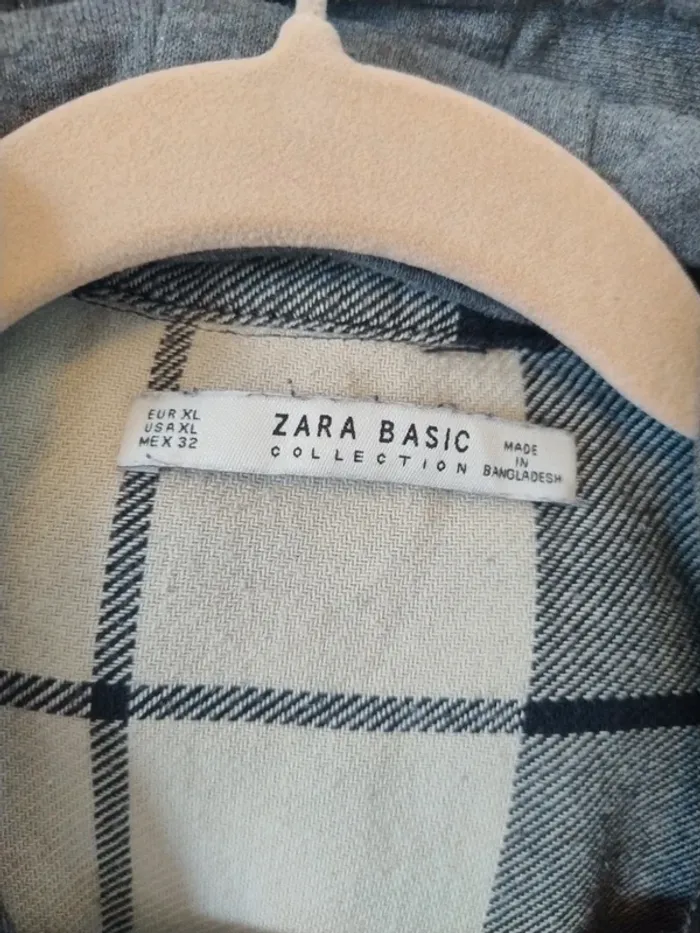 EUR XL
USA XL
MEX 32
ZARA BASIC
COLLECTION
MADE
IN
BANGLADESH